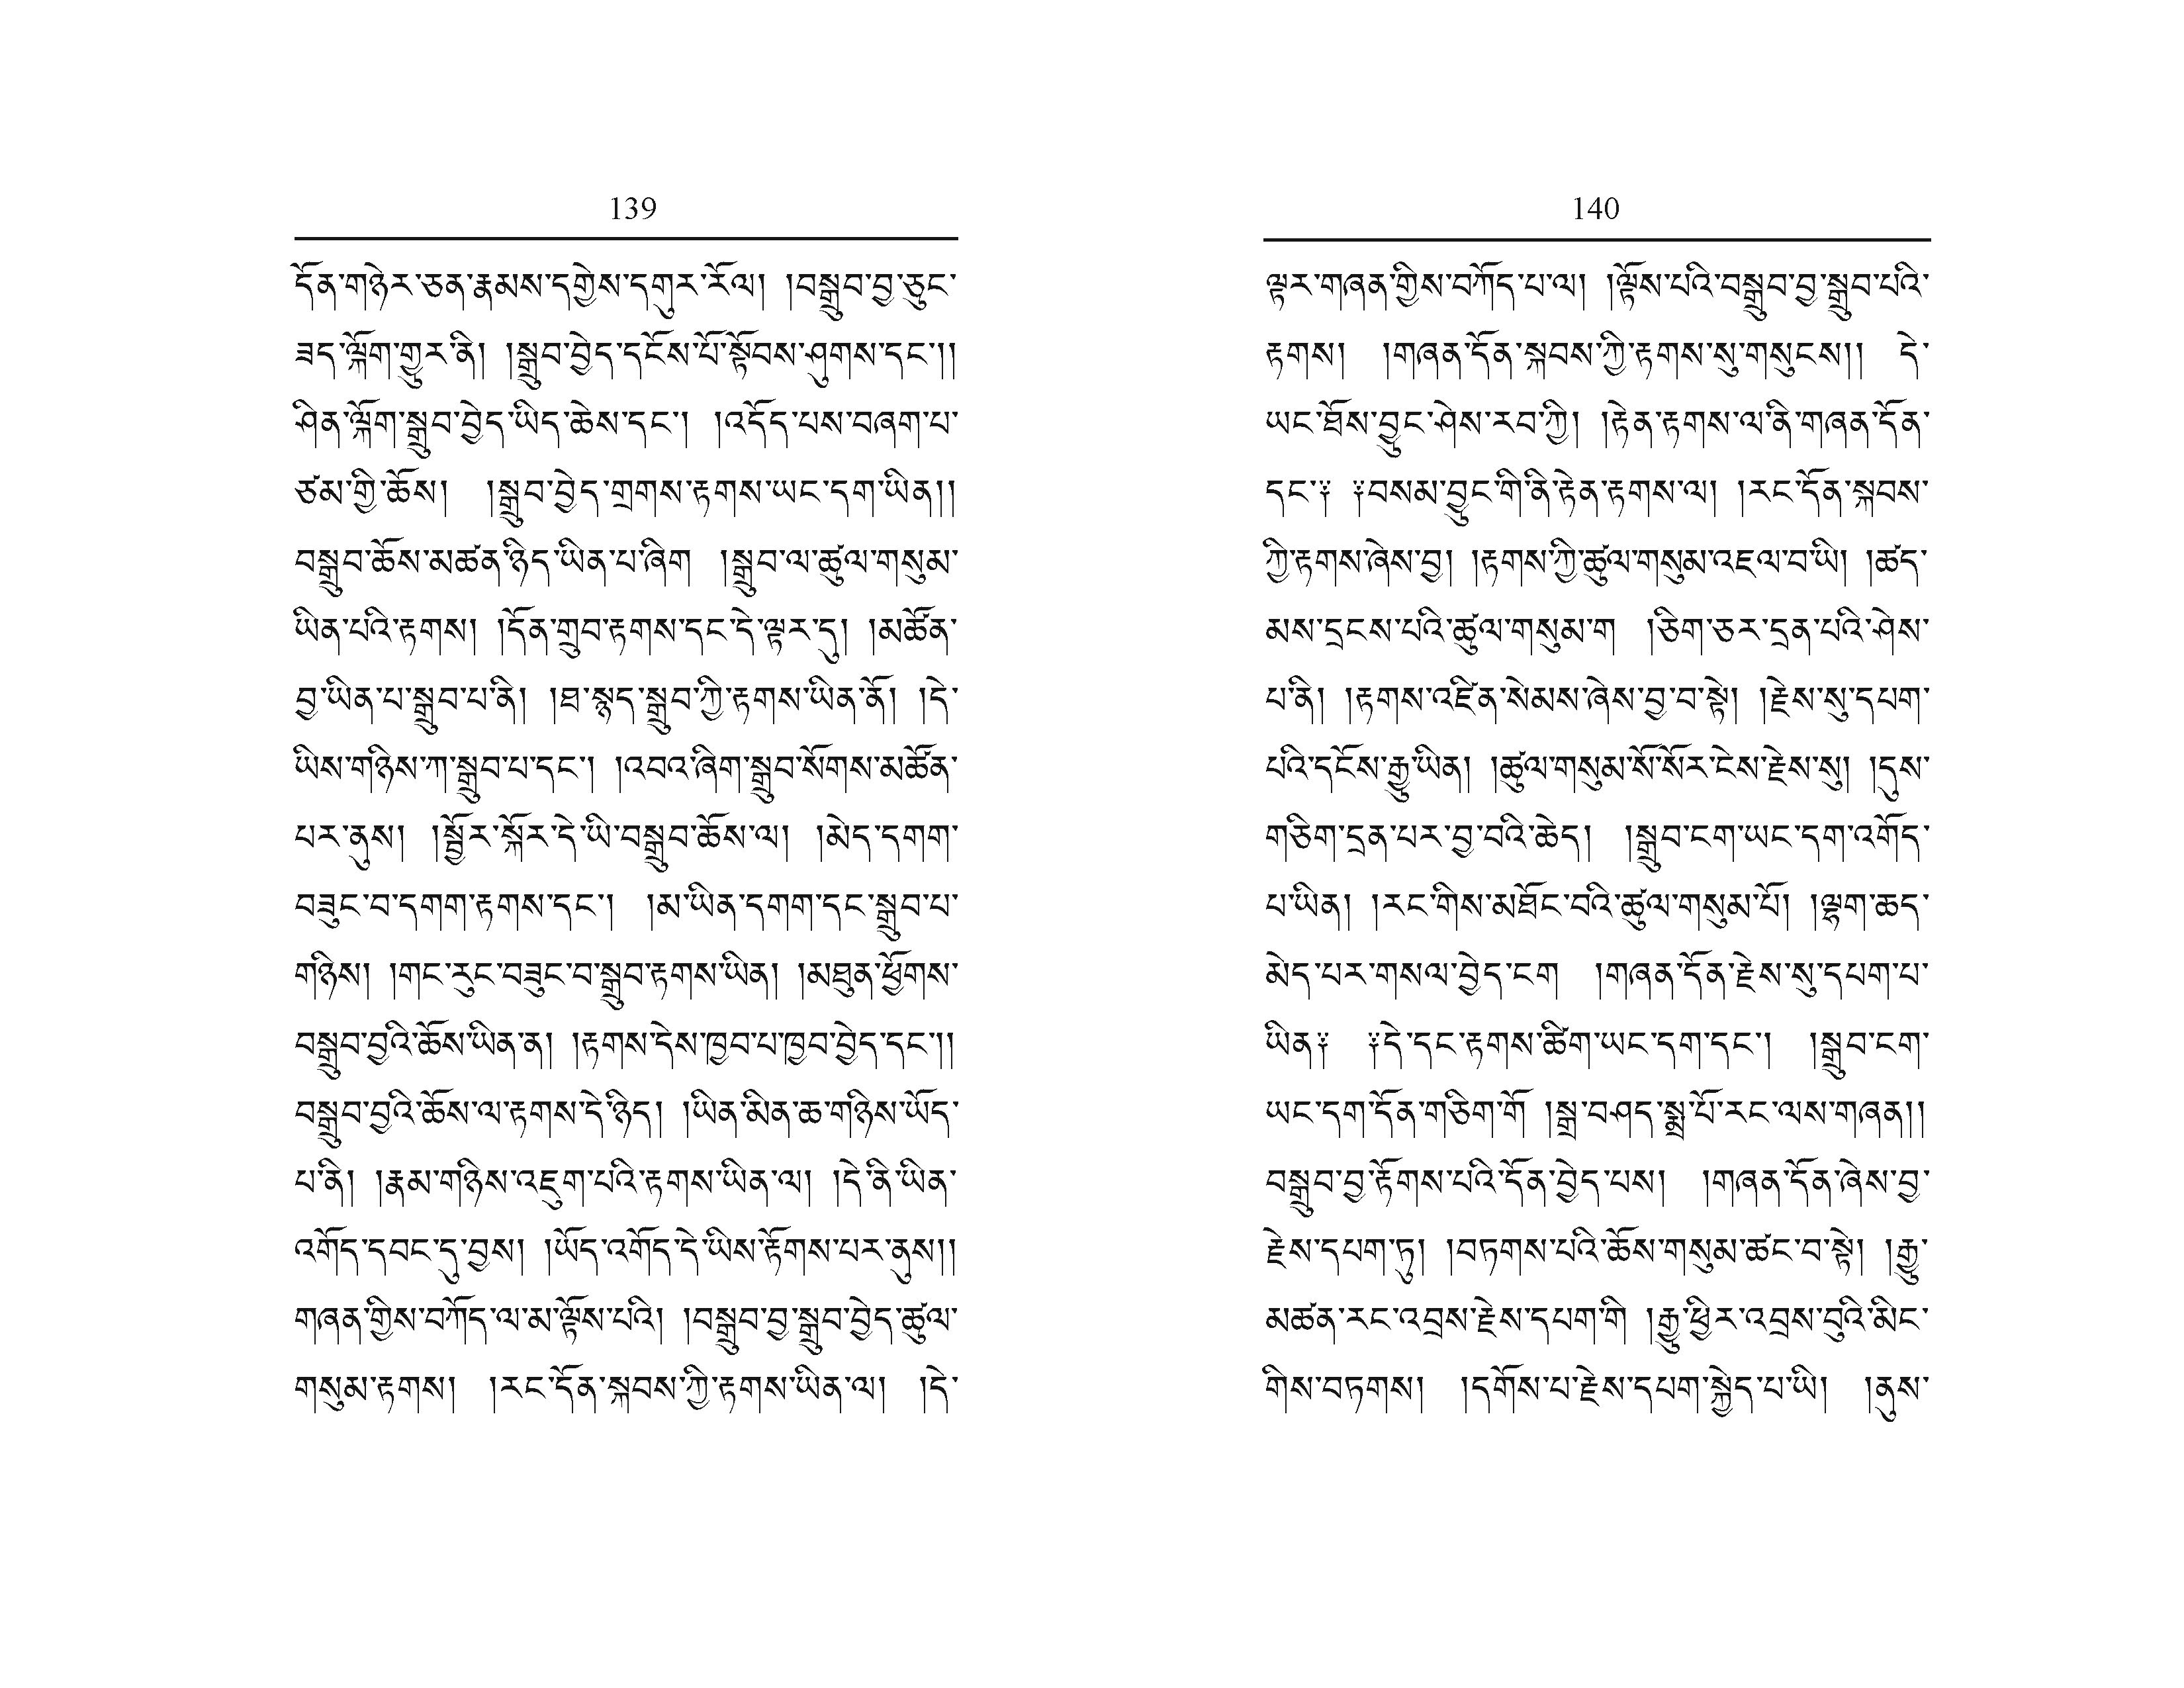 139
དོན་གཉེར་ཅན་རྣམས་དགྱེས་དགུར་རོལ། །བསྒྲུབ་བྱ་ཅུང་
ཟད་ལྐོག་གྱུར་ནི། །སྒྲུབ་བྱེད་དངོས་པོ་སྟོབས་ཤུགས་དང་།།
ཤིན་ལྐོག་སྒྲུབ་བྱེད་ཡིད་ཆེས་དང་། །འདོད་པས་བཞག་པ་
ཙམ་གྱི་ཆོས། །སྒྲུབ་བྱེད་གྲགས་རྟགས་ཡང་དག་ཡིན།།
བསྒྲུབ་ཆོས་མཚན་ཉིད་ཡིན་པ་ཞིག །སྒྲུབ་ལ་ཚུལ་གསུམ་
ཡིན་པའི་རྟགས། །དོན་གྲུབ་རྟགས་དང་དེ་ལྟར་དུ། །མཚོན་
བྱ་ཡིན་པ་སྒྲུབ་པ་ནི། །ཐ་སྙད་སྒྲུབ་ཀྱི་རྟགས་ཡིན་ནོ། །དེ་
ཡིས་གཉིས་ཀ་སྒྲུབ་པ་དང་། །འབའ་ཞིག་སྒྲུབ་སོགས་མཚོན་
པར་ནུས། །སྦྱོར་སྐོར་དེ་ཡི་བསྒྲུབ་ཆོས་ལ། །མེད་དགག་
བཟུང་བ་དགག་རྟགས་དང་། །མ་ཡིན་དགག་དང་སྒྲུབ་པ་
གཉིས། །གང་རུང་བཟུང་བ་སྒྲུབ་རྟགས་ཡིན། །མཐུན་ཕྱོགས་
བསྒྲུབ་བྱའི་ཆོས་ཡིན་ན། །རྟགས་དེས་ཁྱབ་པ་ཁྱབ་བྱེད་དང་།།
བསྒྲུབ་བྱའི་ཆོས་ལ་རྟགས་དེ་ཉིད། །ཡིན་མིན་ཆ་གཉིས་ཡོད་
པ་ནི། །རྣམ་གཉིས་འཇུག་པའི་རྟགས་ཡིན་ལ། །དེ་ནི་ཡིན་
འགོད་དབང་དུ་བྱས། །ཡོད་འགོད་དེ་ཡིས་རྟོགས་པར་ནུས།།
གཞན་གྱིས་བཀོད་ལ་མ་ལྟོས་པའི། །བསྒྲུབ་བྱ་སྒྲུབ་བྱེད་ཚུལ་
གསུམ་རྟགས། །རང་དོན་སྐབས་ཀྱི་རྟགས་ཡིན་ལ། །དེ་
140
ལྟར་གཞན་གྱིས་བཀོད་པ་ལ། །ལྟོས་པའི་བསྒྲུབ་བྱ་སྒྲུབ་པའི་
རྟགས། །གཞན་དོན་སྐབས་ཀྱི་རྟགས་སུ་གསུངས།། དེ་
ཡང་ཐོས་བྱུང་ཤེས་རབ་ཀྱི། །རྟེན་རྟགས་ལ་ནི་གཞན་དོན་
དང་༑ ༑བསམ་བྱུང་གི་ནི་རྟེན་རྟགས་ལ། །རང་དོན་སྐབས་
ཀྱི་རྟགས་ཞེས་བྱ། །རྟགས་ཀྱི་ཚུལ་གསུམ་འཇལ་བ་ཡི། །ཚད་
མས་དྲངས་པའི་ཚུལ་གསུམ་ག །ཅིག་ཅར་དྲན་པའི་ཤེས་
པ་ནི། །རྟགས་འཛིན་སེམས་ཞེས་བྱ་བ་སྟེ། །རྗེས་སུ་དཔག་
པའི་དངོས་རྒྱུ་ཡིན། །ཚུལ་གསུམ་སོ་སོར་ངེས་རྗེས་སུ། །དུས་
གཅིག་དྲན་པར་བྱ་བའི་ཆེད། །སྒྲུབ་ངག་ཡང་དག་འགོད་
པ་ཡིན། །རང་གིས་མཐོང་བའི་ཚུལ་གསུམ་པོ། །ལྷག་ཆད་
མེད་པར་གསལ་བྱེད་ངག །གཞན་དོན་རྗེས་སུ་དཔག་པ་
ཡིན༑ ༑དེ་དང་རྟགས་ཚིག་ཡང་དག་དང་། །སྒྲུབ་ངག་
ཡང་དག་དོན་གཅིག་གོ །སྒྲ་བཤད་སྨྲ་པོ་རང་ལས་གཞན།།
བསྒྲུབ་བྱ་རྟོགས་པའི་དོན་བྱེད་པས། །གཞན་དོན་ཞེས་བྱ་
རྗེས་དཔག་ཏུ། །བཏགས་པའི་ཆོས་གསུམ་ཚང་བ་སྟེ། །རྒྱུ་
མཚན་རང་འབྲས་རྗེས་དཔག་གི །རྒྱུ་ཕྱིར་འབྲས་བུའི་མིང་
གིས་བཏགས། །དགོས་པ་རྗེས་དཔག་སྐྱེད་པ་ཡི། །ནུས་